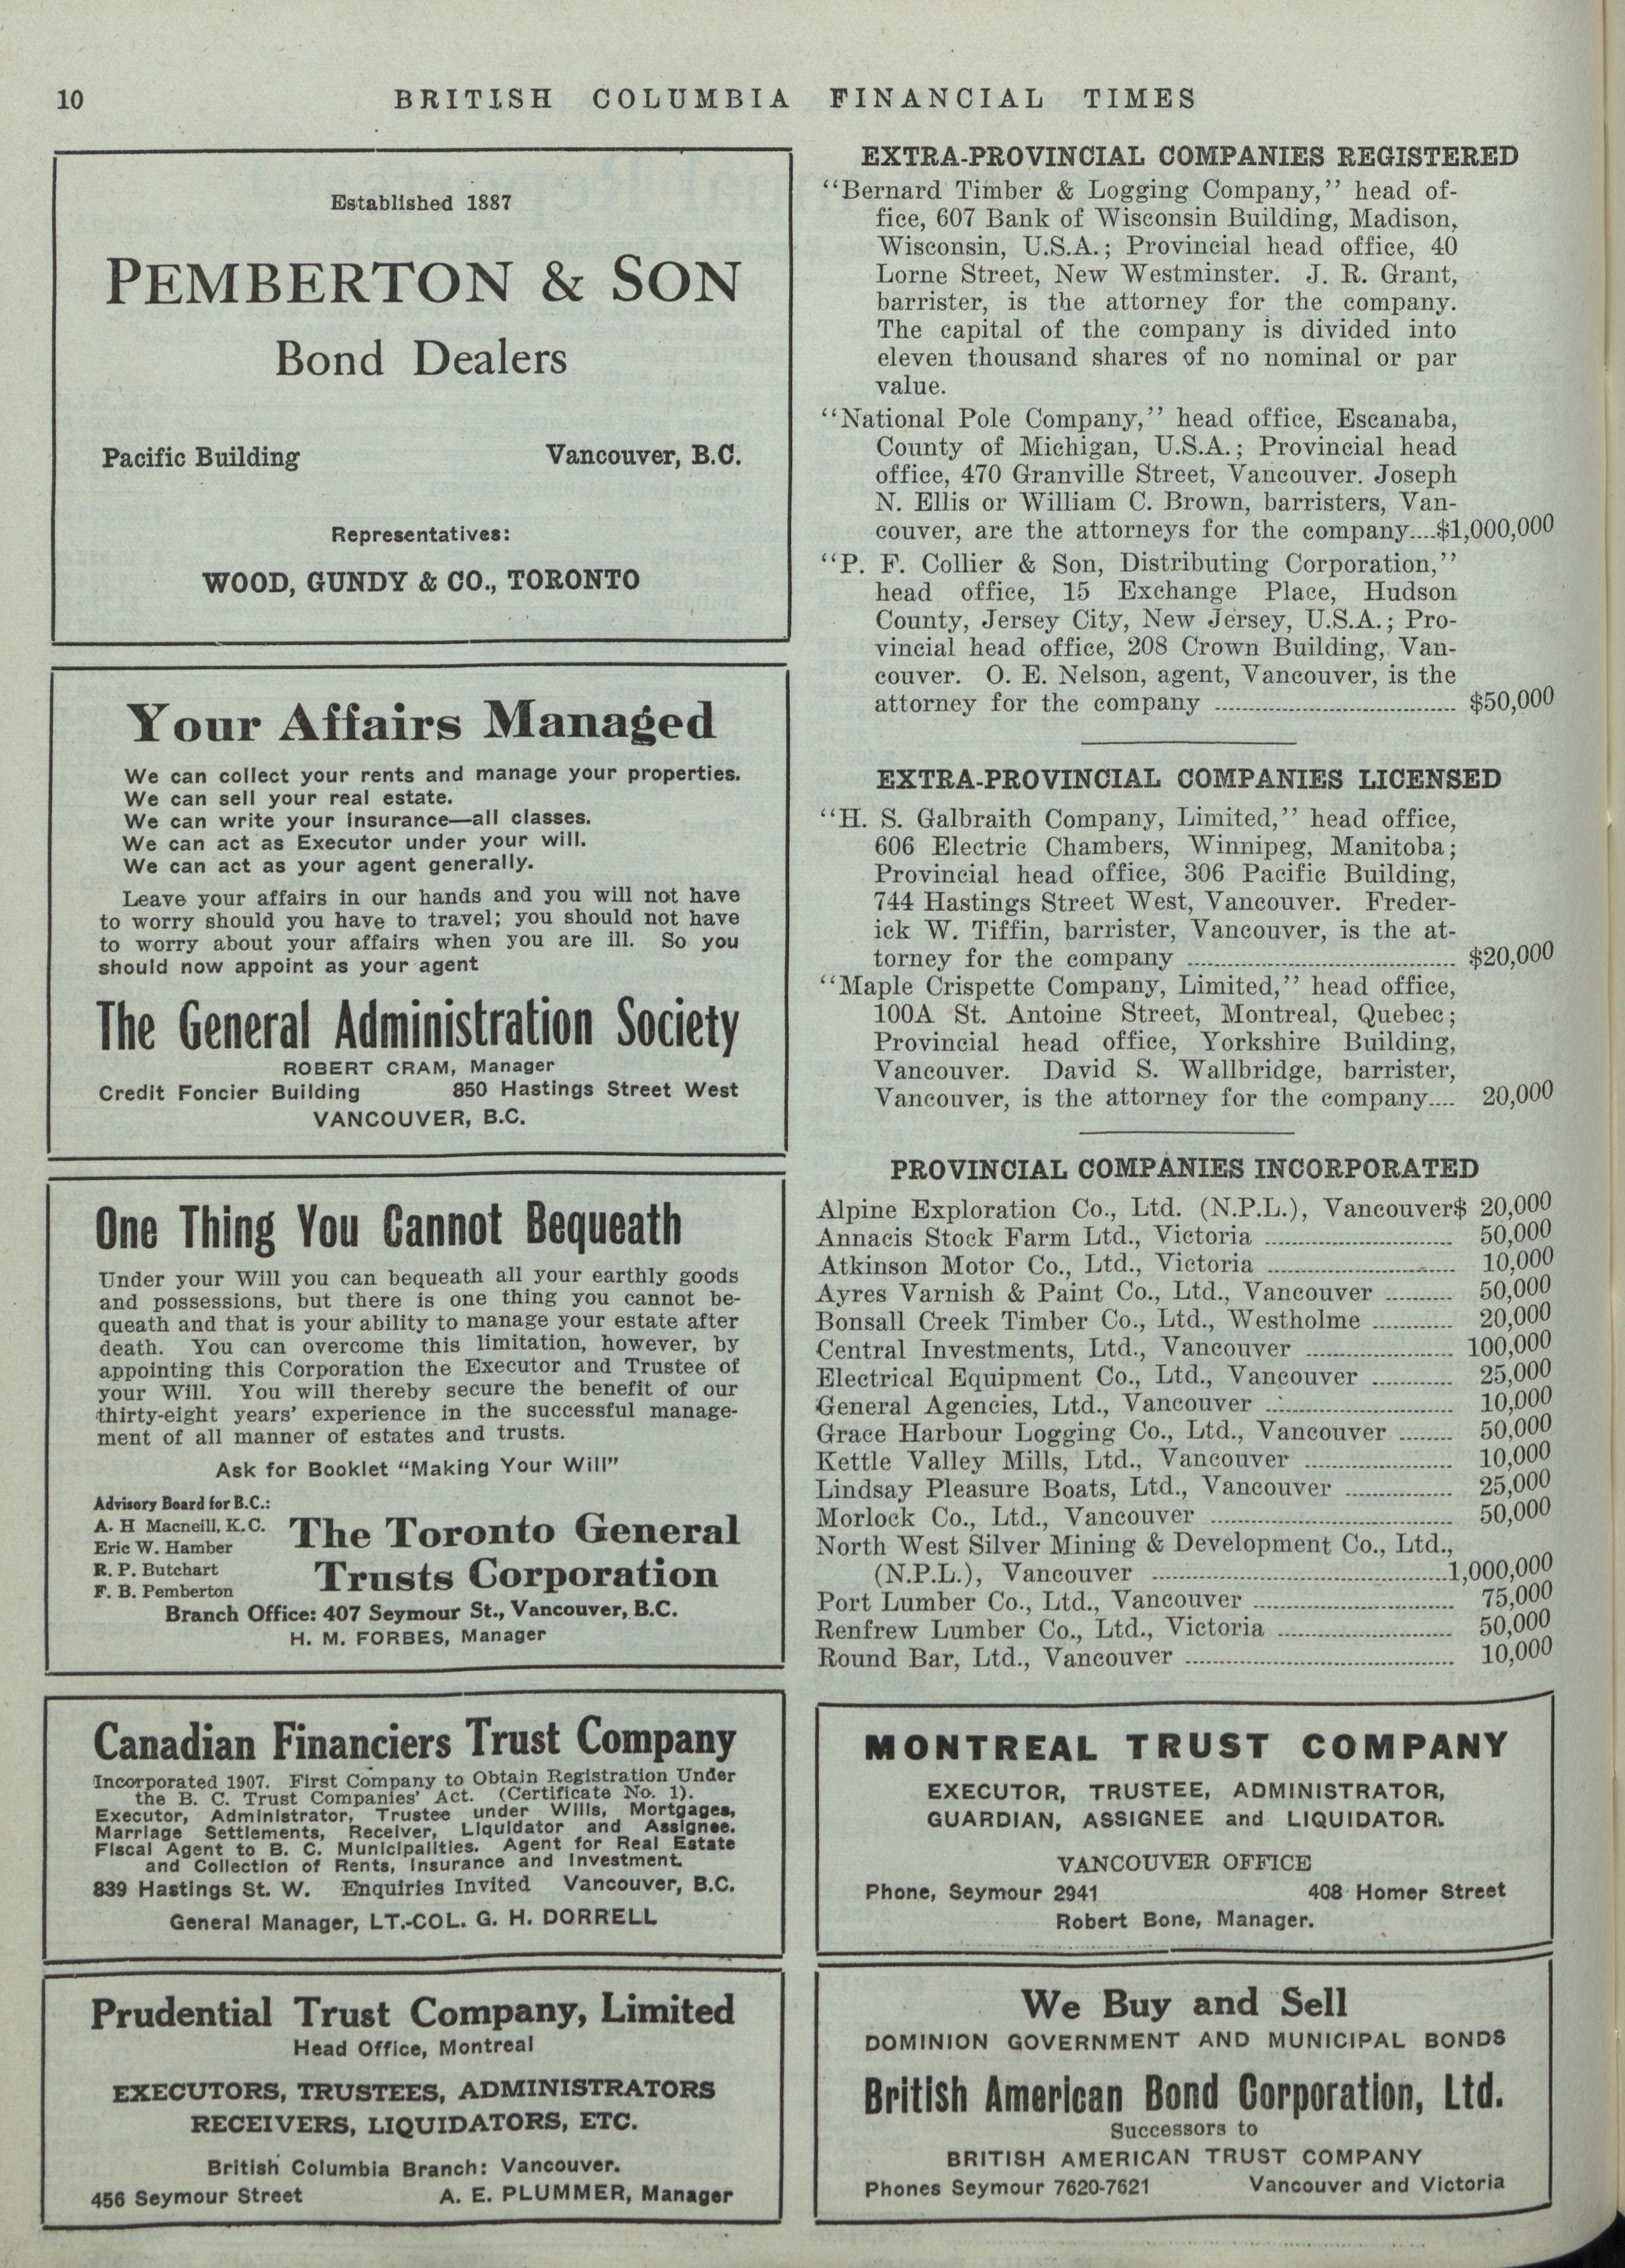 10
BRITISH COLUMBIA FINANCIAL TIMES
Established 1887
PEMBERTON & SON
Bond Dealers
Pacific Building Vancouver, B.C.
Representatives:
WOOD, GUNDY & CO., TORONTO
Your Affairs Managed
We can collect your rents and manage your properties.
We can sell your real estate.
We can write your insurance—all classes.
We can act as Executor under your will.
We can act as your agent generally.
Leave your affairs in our hands and you will not have
to worry should you have to travel; you should not have
to worry about your affairs when you are ill. So you
should now appoint as your agent
The General Administration Society
ROBERT CRAM, Manager
Credit Foncier Building 850 Hastings Street West
VANCOUVER, B.C.
One Thing You Cannot Bequeath
Under your Will you can bequeath all your earthly goods
and possessions, but there is one thing you cannot be-
queath and that is your ability to manage your estate after
death. You can overcome this limitation, however, by
appointing this Corporation the Executor and Trustee of
your Will. You will thereby secure the benefit of our
thirty-eight years' experience in the successful manage-
ment of all manner of estates and trusts.
Ask for Booklet "Making Your Will"
Advisory Board for B.C.:
A. H Macneill, K.C.
Eric W. Hamber
R. P. Butchart
F. B. Pemberton
The Toronto General
Trusts Corporation
Branch Office: 407 Seymour St., Vancouver, B.C.
H. M. FORBES, Manager
Canadian Financiers Trust Company
Incorporated 1907. First Company to Obtain Registration Under
the B. C. Trust Companies' Act. (Certificate No. 1).
Executor, Administrator, Trustee under Wills, Mortgages,
Marriage Settlements, Receiver, Liquidator and Assignee.
Fiscal Agent to B. C. Municipalities. Agent for Real Estate
and Collection of Rents, Insurance and Investment.
839 Hastings St. W. Enquiries Invited Vancouver, B.C.
General Manager, LT.-COL. G. H. DORRELL
Prudential Trust Company, Limited
Head Office, Montreal
EXECUTORS, TRUSTEES, ADMINISTRATORS
RECEIVERS, LIQUIDATORS, ETC.
British Columbia Branch: Vancouver.
456 Seymour Street A. E. PLUMMER, Manager
EXTRA-PROVINCIAL COMPANIES REGISTERED
"Bernard Timber & Logging Company," head of-
fice, 607 Bank of Wisconsin Building, Madison,
Wisconsin, U.S.A.; Provincial head office, 40
Lorne Street, New Westminster. J. R. Grant,
barrister, is the attorney for the company.
The capital of the company is divided into
eleven thousand shares of no nominal or par
value.
"National Pole Company," head office, Escanaba,
County of Michigan, U.S.A.; Provincial head
office, 470 Granville Street, Vancouver. Joseph
N. Ellis or William C. Brown, barristers, Van-
couver, are the attorneys for the company....$1,000,000
"P. F. Collier & Son, Distributing Corporation,"
head office, 15 Exchange Place, Hudson
County, Jersey City, New Jersey, U.S.A.; Pro-
vincial head office, 208 Crown Building, Van-
couver. O. E. Nelson, agent, Vancouver, is the
attorney for the company .......... $50,000
EXTRA-PROVINCIAL COMPANIES LICENSED
"H. S. Galbraith Company, Limited," head office,
606 Electric Chambers, Winnipeg, Manitoba;
Provincial head office, 306 Pacific Building,
744 Hastings Street West, Vancouver. Freder-
ick W. Tiffin, barrister, Vancouver, is the at-
torney for the company .......... $20,000
"Maple Crispette Company, Limited," head office,
100A St. Antoine Street, Montreal, Quebec;
Provincial head office, Yorkshire Building,
Vancouver. David S. Wallbridge, barrister,
Vancouver, is the attorney for the company.... 20,000
PROVINCIAL COMPANIES INCORPORATED
Alpine Exploration Co., Ltd. (N.P.L.), Vancouver$ 20,000
Annacis Stock Farm Ltd., Victoria .......... 50,000
Atkinson Motor Co., Ltd., Victoria .......... 10,000
Ayres Varnish & Paint Co., Ltd., Vancouver .......... 50,000
Bonsall Creek Timber Co., Ltd., Westholme .......... 20,000
Central Investments, Ltd., Vancouver .......... 100,000
Electrical Equipment Co., Ltd., Vancouver .......... 25,000
General Agencies, Ltd., Vancouver .......... 10,000
Grace Harbour Logging Co., Ltd., Vancouver ........ 50,000
Kettle Valley Mills, Ltd., Vancouver .......... 10,000
Lindsay Pleasure Boats, Ltd., Vancouver .......... 25,000
Morlock Co., Ltd., Vancouver .......... 50,000
North West Silver Mining & Development Co., Ltd.,
(N.P.L.), Vancouver ..........1,000,000
Port Lumber Co., Ltd., Vancouver .......... 75,000
Renfrew Lumber Co., Ltd., Victoria .......... 50,000
Round Bar, Ltd., Vancouver .......... 10,000
MONTREAL TRUST COMPANY
EXECUTOR, TRUSTEE, ADMINISTRATOR,
GUARDIAN, ASSIGNEE and LIQUIDATOR.
VANCOUVER OFFICE
Phone, Seymour 2941 408 Homer Street
Robert Bone, Manager.
We Buy and Sell
DOMINION GOVERNMENT AND MUNICIPAL BONDS
British American Bond Corporation, Ltd.
Successors to
BRITISH AMERICAN TRUST COMPANY
Phones Seymour 7620-7621 Vancouver and Victoria